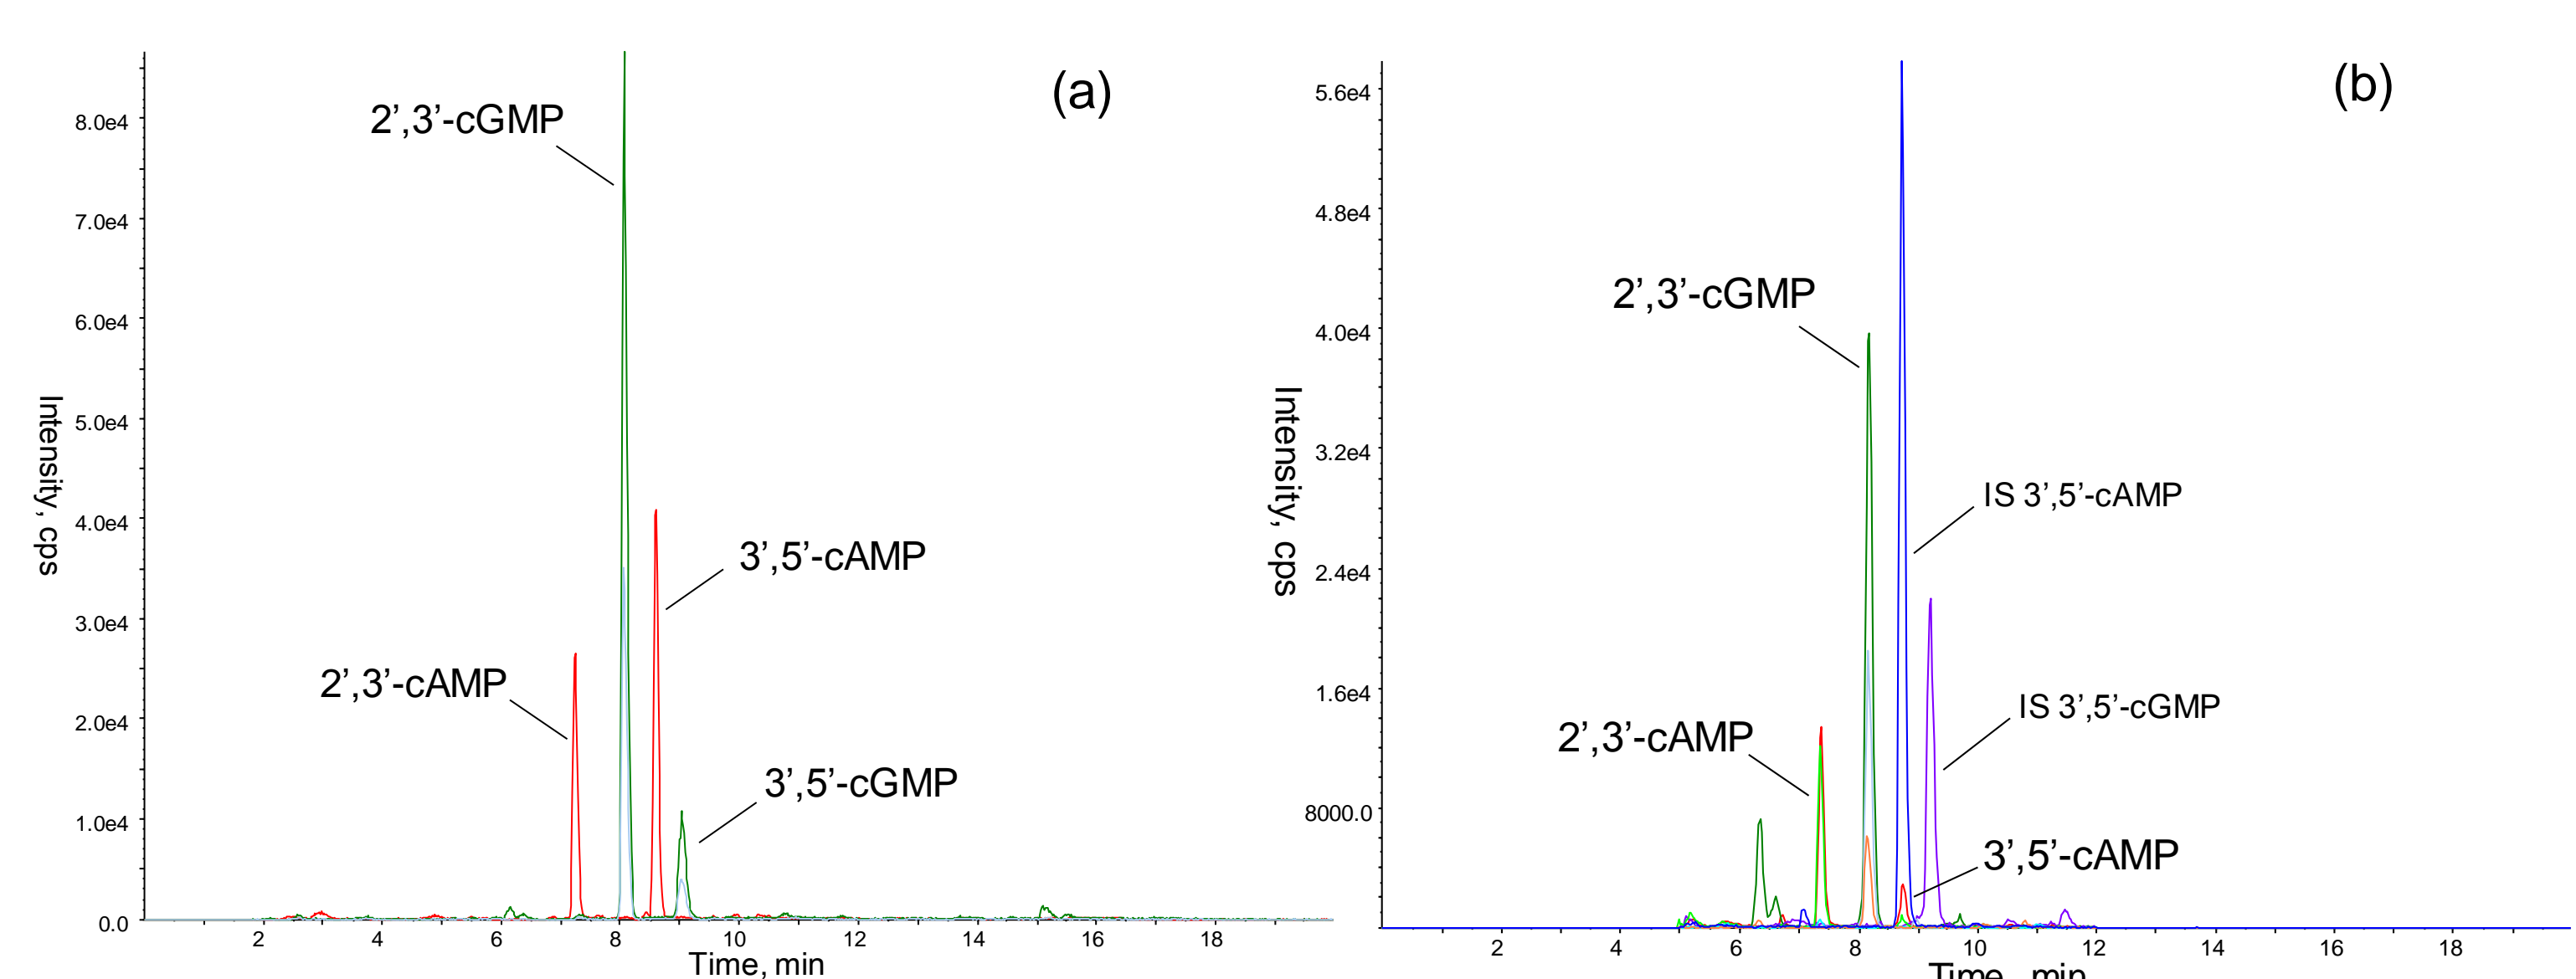 (a)
2’,3’-cGMP
3’,5’-cAMP
2’,3’-cAMP
3’,5’-cGMP
Intensity, cps
8.0e4
7.0e4
6.0e4
5.0e4
4.0e4
3.0e4
2.0e4
1.0e4
0.0
2 4 6 8 10 12 14 16 18
Time, min
(b)
2’,3’-cGMP
IS 3’,5’-cAMP
IS 3’,5’-cGMP
2’,3’-cAMP
3’,5’-cAMP
Intensity, cps
5.6e4
4.8e4
4.0e4
3.2e4
2.4e4
1.6e4
8000.0
2 4 6 8 10 12 14 16 18
Time, min